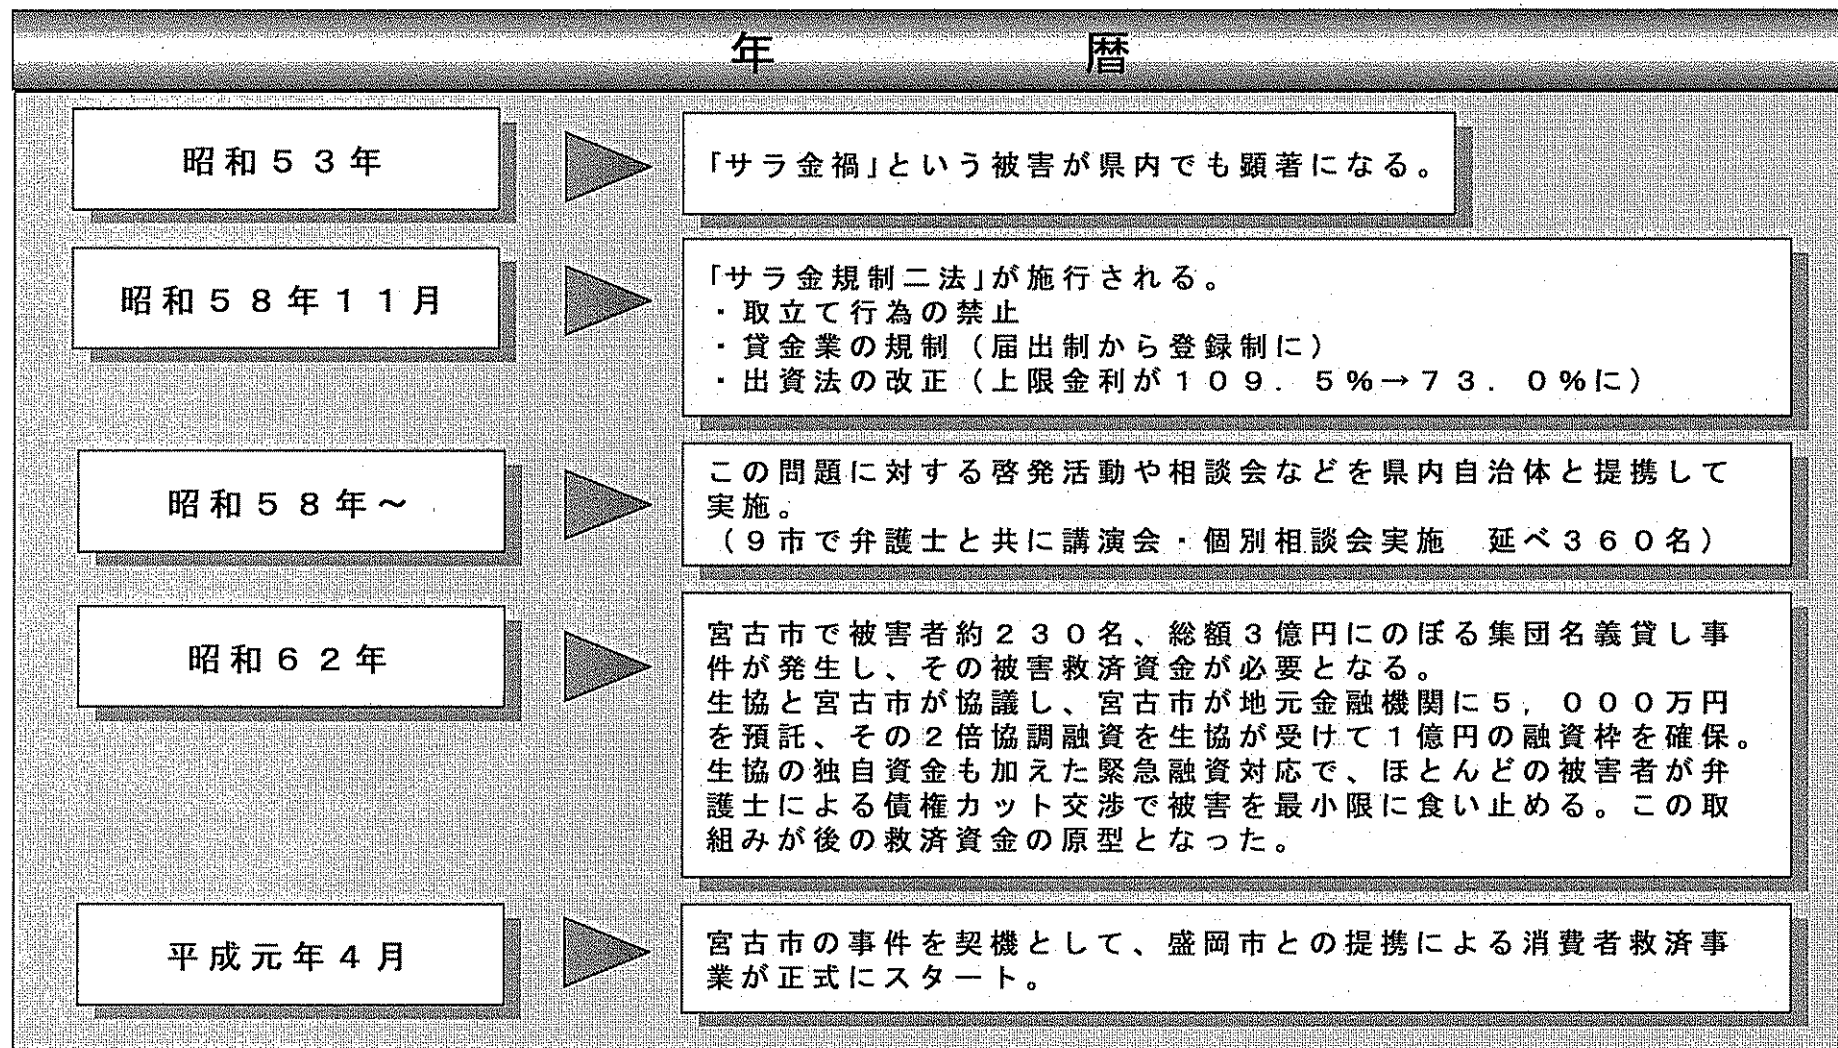 年　　　　　　暦
昭和５３年
「サラ金禍」という被害が県内でも顕著になる。
昭和５８年１１月
「サラ金規制二法」が施行される。
・取立て行為の禁止
・貸金業の規制（届出制から登録制に）
・出資法の改正（上限金利が１０９．５％→７３．０％に）
昭和５８年～
この問題に対する啓発活動や相談会などを県内自治体と提携して
実施。
（９市で弁護士と共に講演会・個別相談会実施　延べ３６０名）
昭和６２年
宮古市で被害者約２３０名、総額３億円にのぼる集団名義貸し事
件が発生し、その被害救済資金が必要となる。
生協と宮古市が協議し、宮古市が地元金融機関に５，０００万円
を預託、その２倍協調融資を生協が受けて１億円の融資枠を確保。
生協の独自資金も加えた緊急融資対応で、ほとんどの被害者が弁
護士による債権カット交渉で被害を最小限に食い止める。この取
組みが後の救済資金の原型となった。
平成元年４月
宮古市の事件を契機として、盛岡市との提携による消費者救済事
業が正式にスタート。